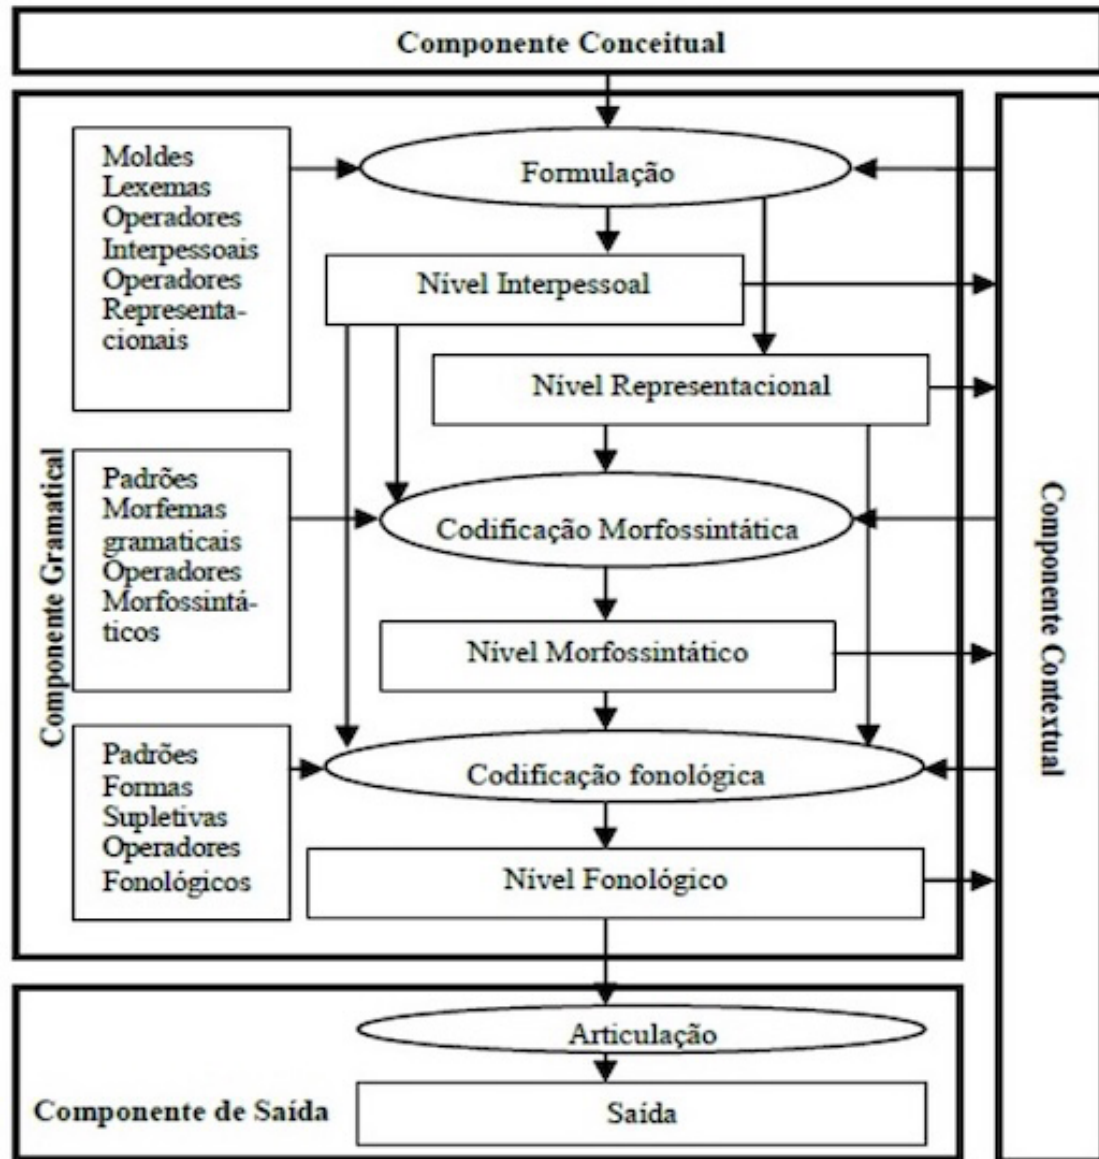 Componente Conceitual
Moldes
Lexemas
Operadores
Interpessoais
Operadores
Representa-
cionais
Formulação
Nível Interpessoal
Nível Representacional
Componente Gramatical
Padrões
Morfemas
gramaticais
Operadores
Morfossintá-
ticos
Codificação Morfossintática
Nível Morfossintático
Componente Contextual
Padrões
Formas
Supletivas
Operadores
Fonológicos
Codificação fonológica
Nível Fonológico
Articulação
Componente de Saída
Saída